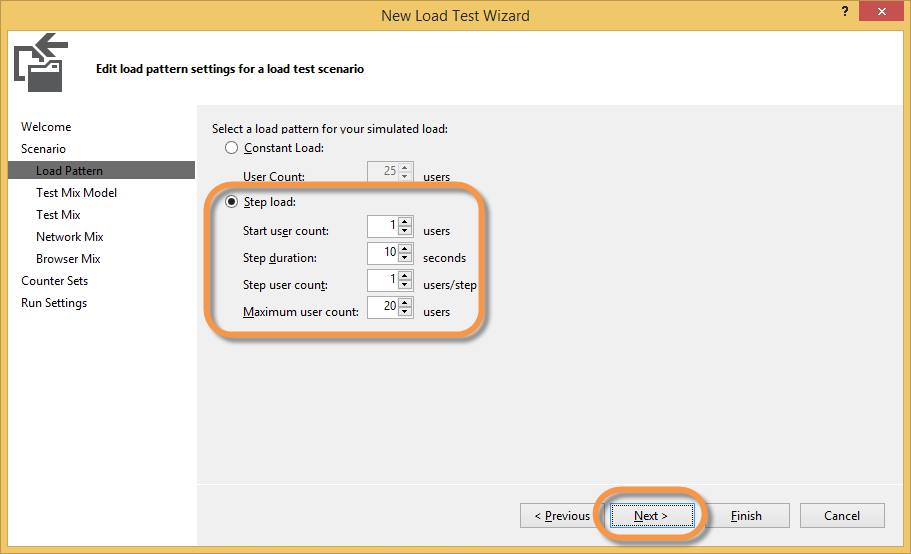 New Load Test Wizard
?
Edit load pattern settings for a load test scenario
Welcome
Scenario
Load Pattern
Test Mix Model
Test Mix
Network Mix
Browser Mix
Counter Sets
Run Settings
Select a load pattern for your simulated load:
Constant Load:
User Count: 25 users
Step load:
Start user count: 1 users
Step duration: 10 seconds
Step user count: 1 users/step
Maximum user count: 20 users
< Previous Next > Finish Cancel